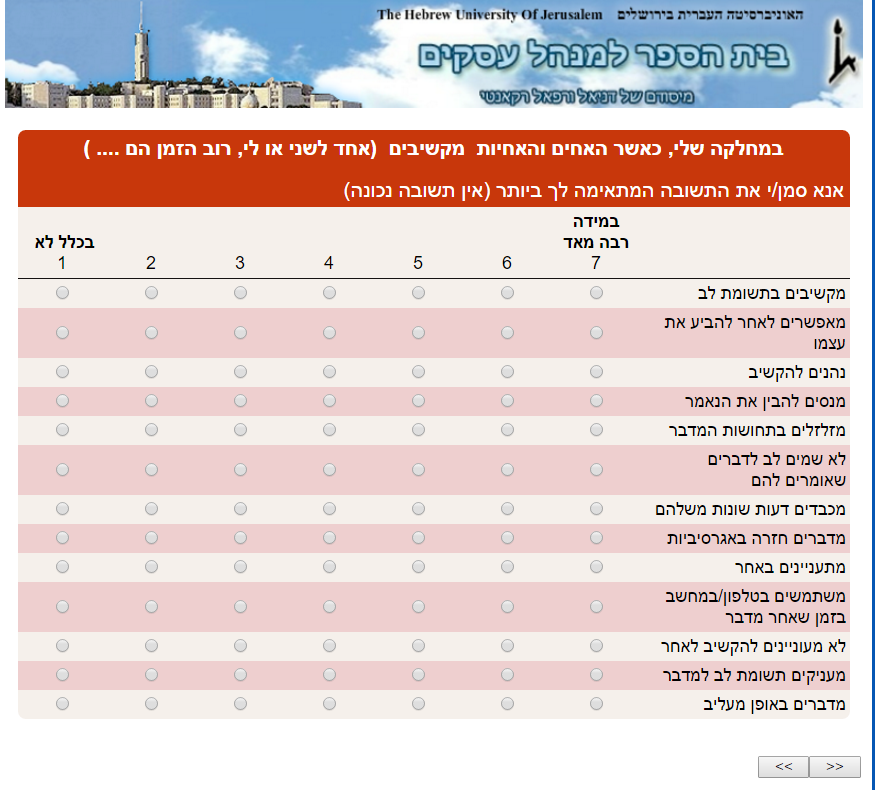 האוניברסיטה העברית בירושלים The Hebrew University Of Jerusalem
בית הספר למנהל עסקים
מיסודם של דניאל ורפאל רקאנטי
במחלקה שלי, כאשר האחים והאחיות מקשיבים (אחד לשני או לי, רוב הזמן הם .... )
אנא סמן/י את התשובה המתאימה לך ביותר (אין תשובה נכונה)
במידה
רבה מאד בכלל לא
7 6 5 4 3 2 1
מקשיבים בתשומת לב
מאפשרים לאחר להביע את
עצמו
נהנים להקשיב
מנסים להבין את הנאמר
מזלזלים בתחושות המדבר
לא שמים לב לדברים
שאומרים להם
מכבדים דעות שונות משלהם
מדברים חזרה באגרסיביות
מתעניינים באחר
משתמשים בטלפון/במחשב
בזמן שאחר מדבר
לא מעוניינים להקשיב לאחר
מעניקים תשומת לב למדבר
מדברים באופן מעליב
<< >>